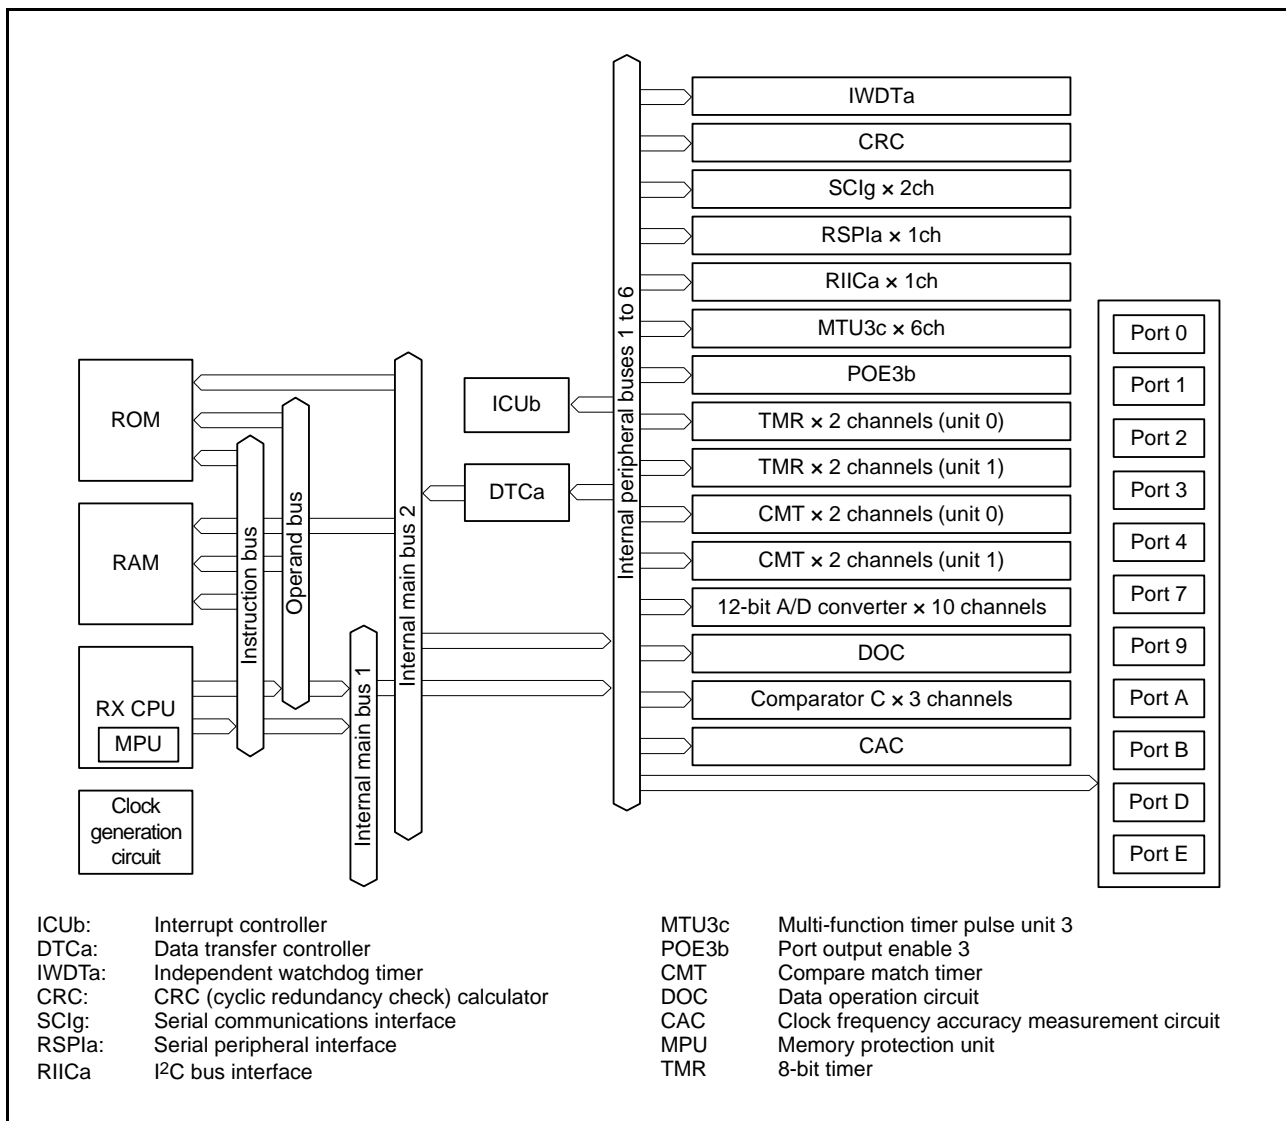 IWDTa
CRC
SCIg × 2ch
RSPIa × 1ch
RIICa × 1ch
MTU3c × 6ch
POE3b
TMR × 2 channels (unit 0)
TMR × 2 channels (unit 1)
CMT × 2 channels (unit 0)
CMT × 2 channels (unit 1)
12-bit A/D converter × 10 channels
DOC
Comparator C × 3 channels
CAC
Internal peripheral buses 1 to 6
Port 0
Port 1
Port 2
Port 3
Port 4
Port 7
Port 9
Port A
Port B
Port D
Port E
ICUb
DTCa
ROM
RAM
RX CPU
MPU
Clock
generation
circuit
Instruction bus
Operand bus
Internal main bus 1
Internal main bus 2
ICUb: Interrupt controller
DTCa: Data transfer controller
IWDTa: Independent watchdog timer
CRC: CRC (cyclic redundancy check) calculator
SCIg: Serial communications interface
RSPIa: Serial peripheral interface
RIICa I²C bus interface
MTU3c Multi-function timer pulse unit 3
POE3b Port output enable 3
CMT Compare match timer
DOC Data operation circuit
CAC Clock frequency accuracy measurement circuit
MPU Memory protection unit
TMR 8-bit timer